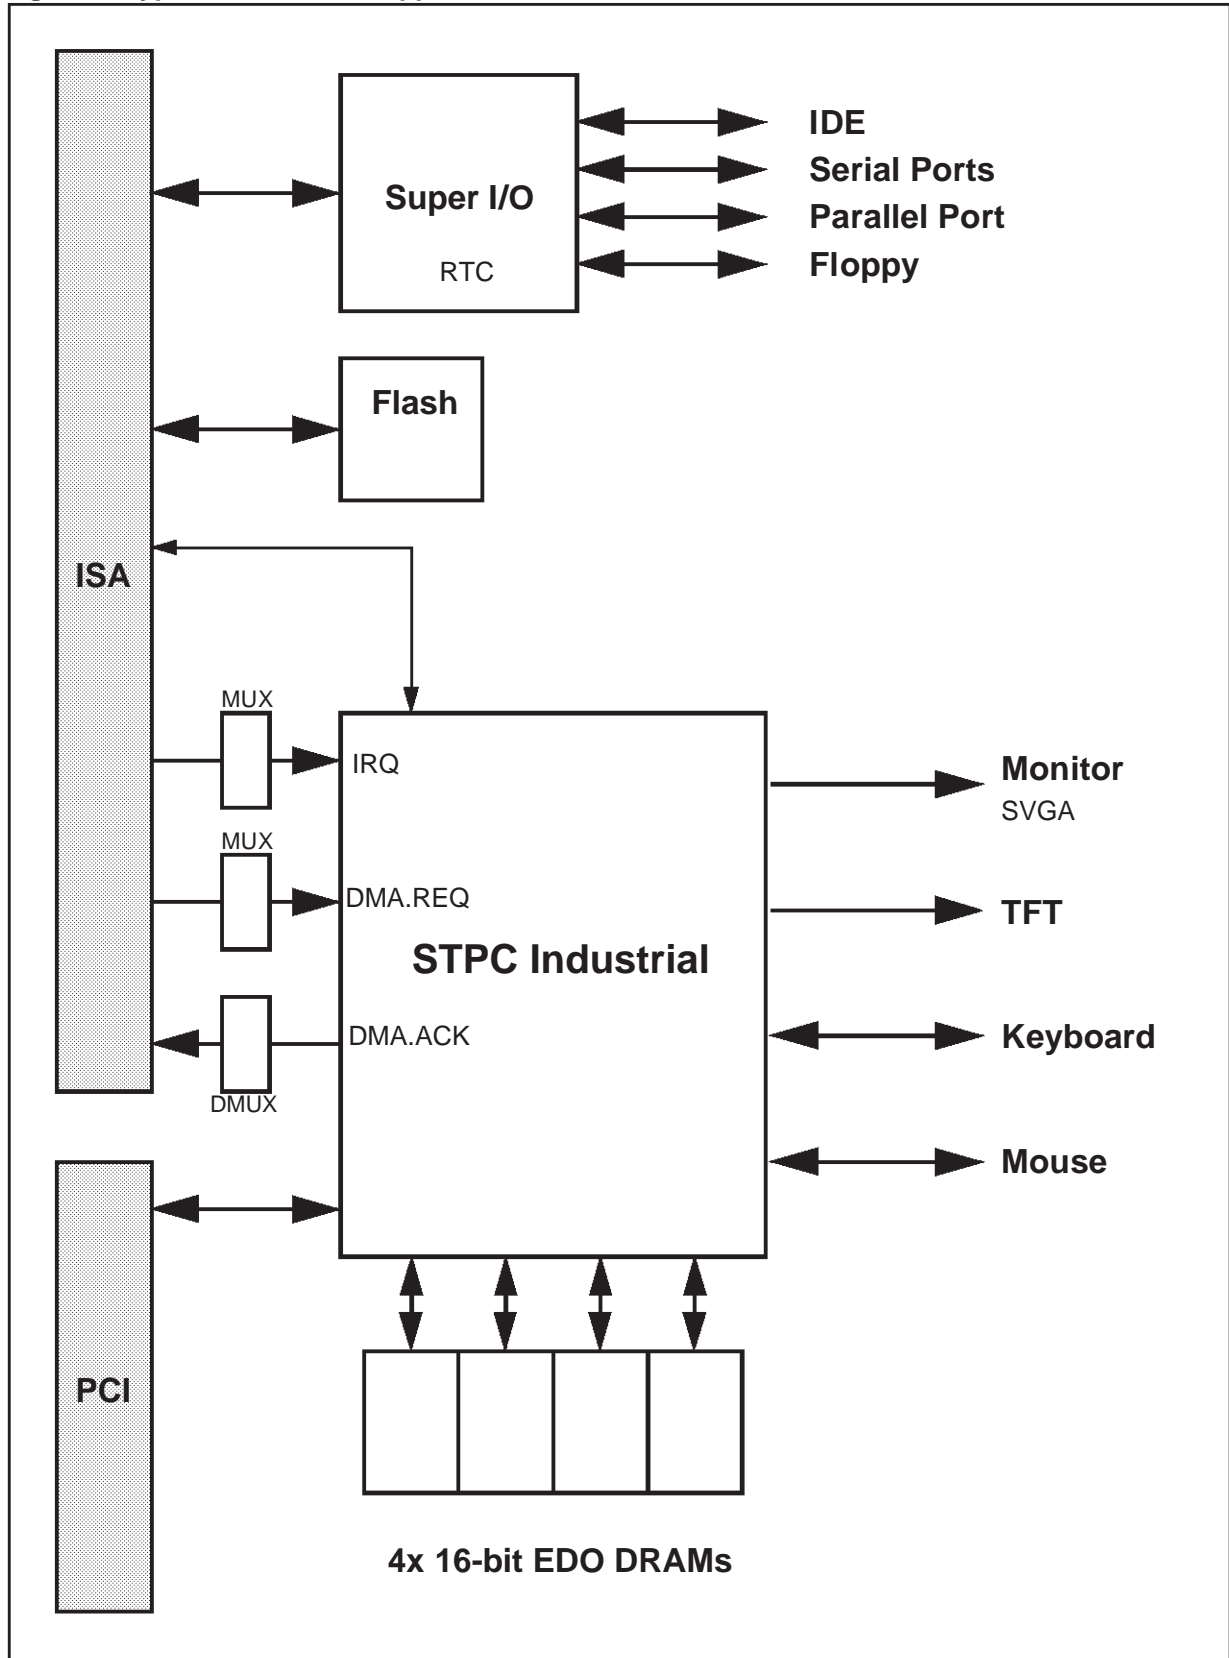 IDE
Serial Ports
Super I/O
Parallel Port
RTC
Floppy
Flash
ISA
MUX
IRQ
Monitor
SVGA
MUX
DMA.REQ
TFT
STPC Industrial
DMA.ACK
Keyboard
DMUX
Mouse
PCI
4x 16-bit EDO DRAMs